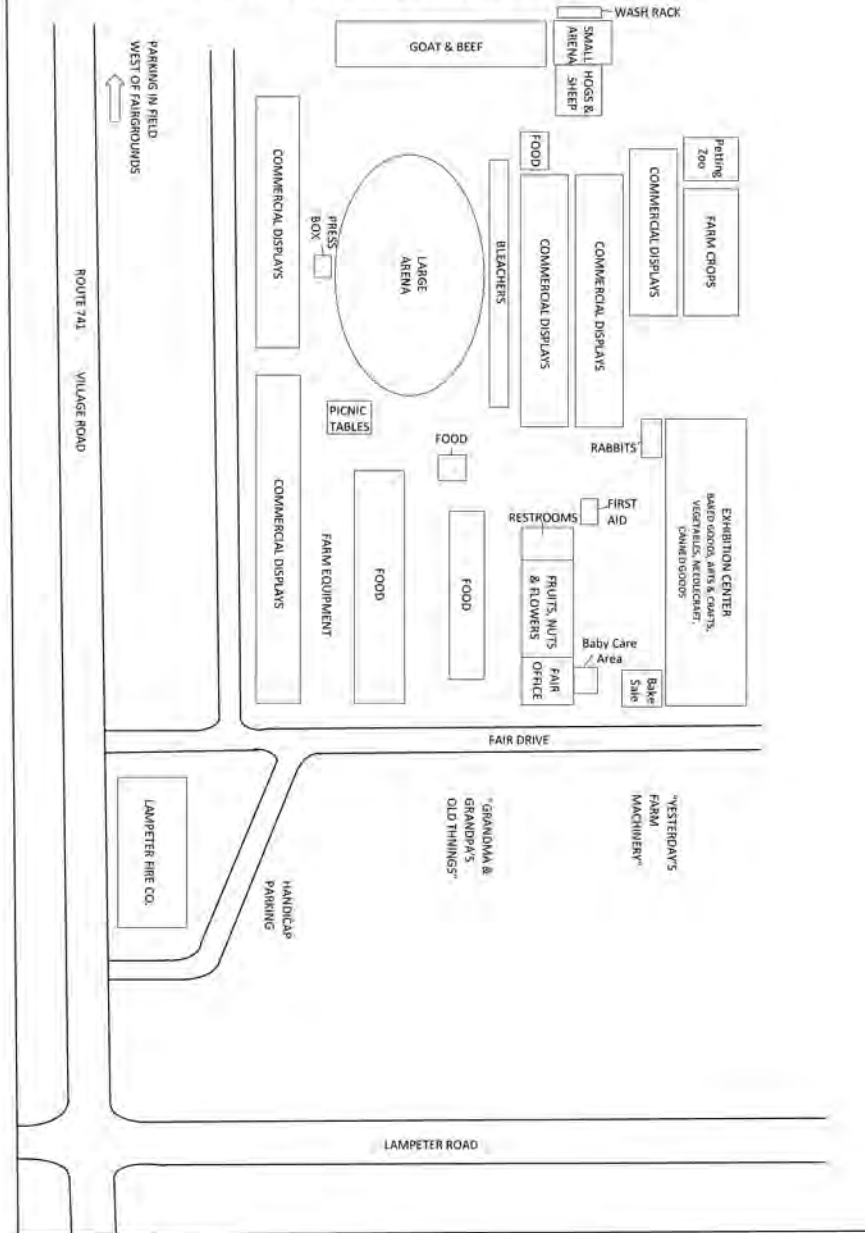 WASH RACK
GOAT & BEEF
SMALL
ARENA
HOGS &
SHEEP
PARKING IN FIELD
WEST OF FAIRGROUNDS
COMMERCIAL DISPLAYS
FOOD
Petting
Zoo
COMMERCIAL DISPLAYS
FARM CROPS
PRESS
BOX
LARGE
ARENA
BLEACHERS
COMMERCIAL DISPLAYS
COMMERCIAL DISPLAYS
ROUTE 741 VILLAGE ROAD
PICNIC
TABLES
FOOD
RABBITS
COMMERCIAL DISPLAYS
FARM EQUIPMENT
FOOD
FOOD
RESTROOMS
FIRST
AID
EXHIBITION CENTER
BAKED GOODS, ARTS & CRAFTS,
VEGETABLES, NEEDLECRAFT,
CANNED GOODS
FRUITS, NUTS
& FLOWERS
Baby Care
Area
FAIR
OFFICE
Bake
Sale
FAIR DRIVE
LAMPETER FIRE CO.
HANDICAP
PARKING
"GRANDMA &
GRANDPA'S
OLD THNINGS"
"YESTERDAY'S
FARM
MACHINERY"
LAMPETER ROAD